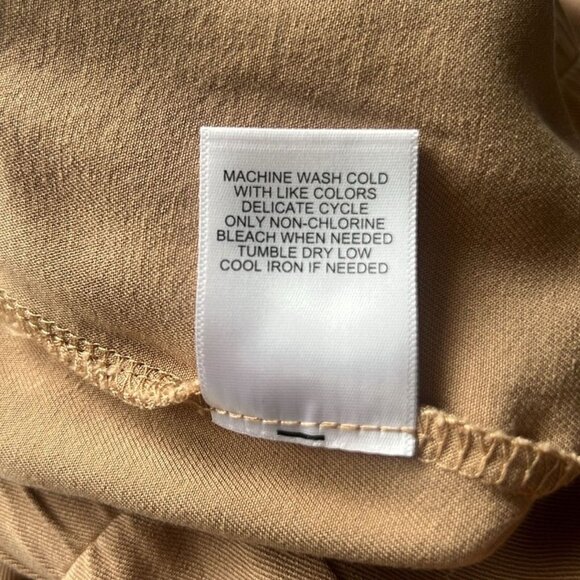 MACHINE WASH COLD
WITH LIKE COLORS
DELICATE CYCLE
ONLY NON-CHLORINE
BLEACH WHEN NEEDED
TUMBLE DRY LOW
COOL IRON IF NEEDED